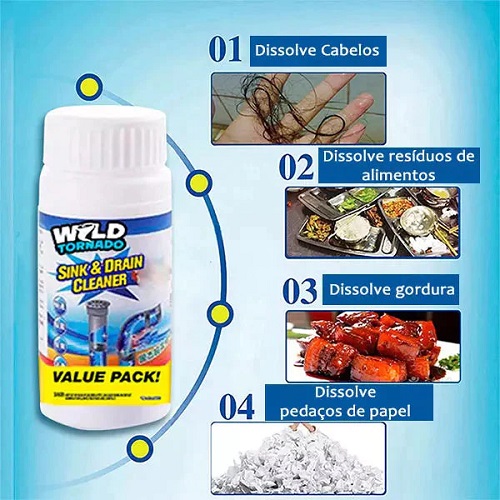 01 Dissolve Cabelos
02 Dissolve resíduos de
alimentos
03 Dissolve gordura
04 Dissolve
pedaços de papel
WILD
TORNADO
SINK & DRAIN
CLEANER
VALUE PACK!